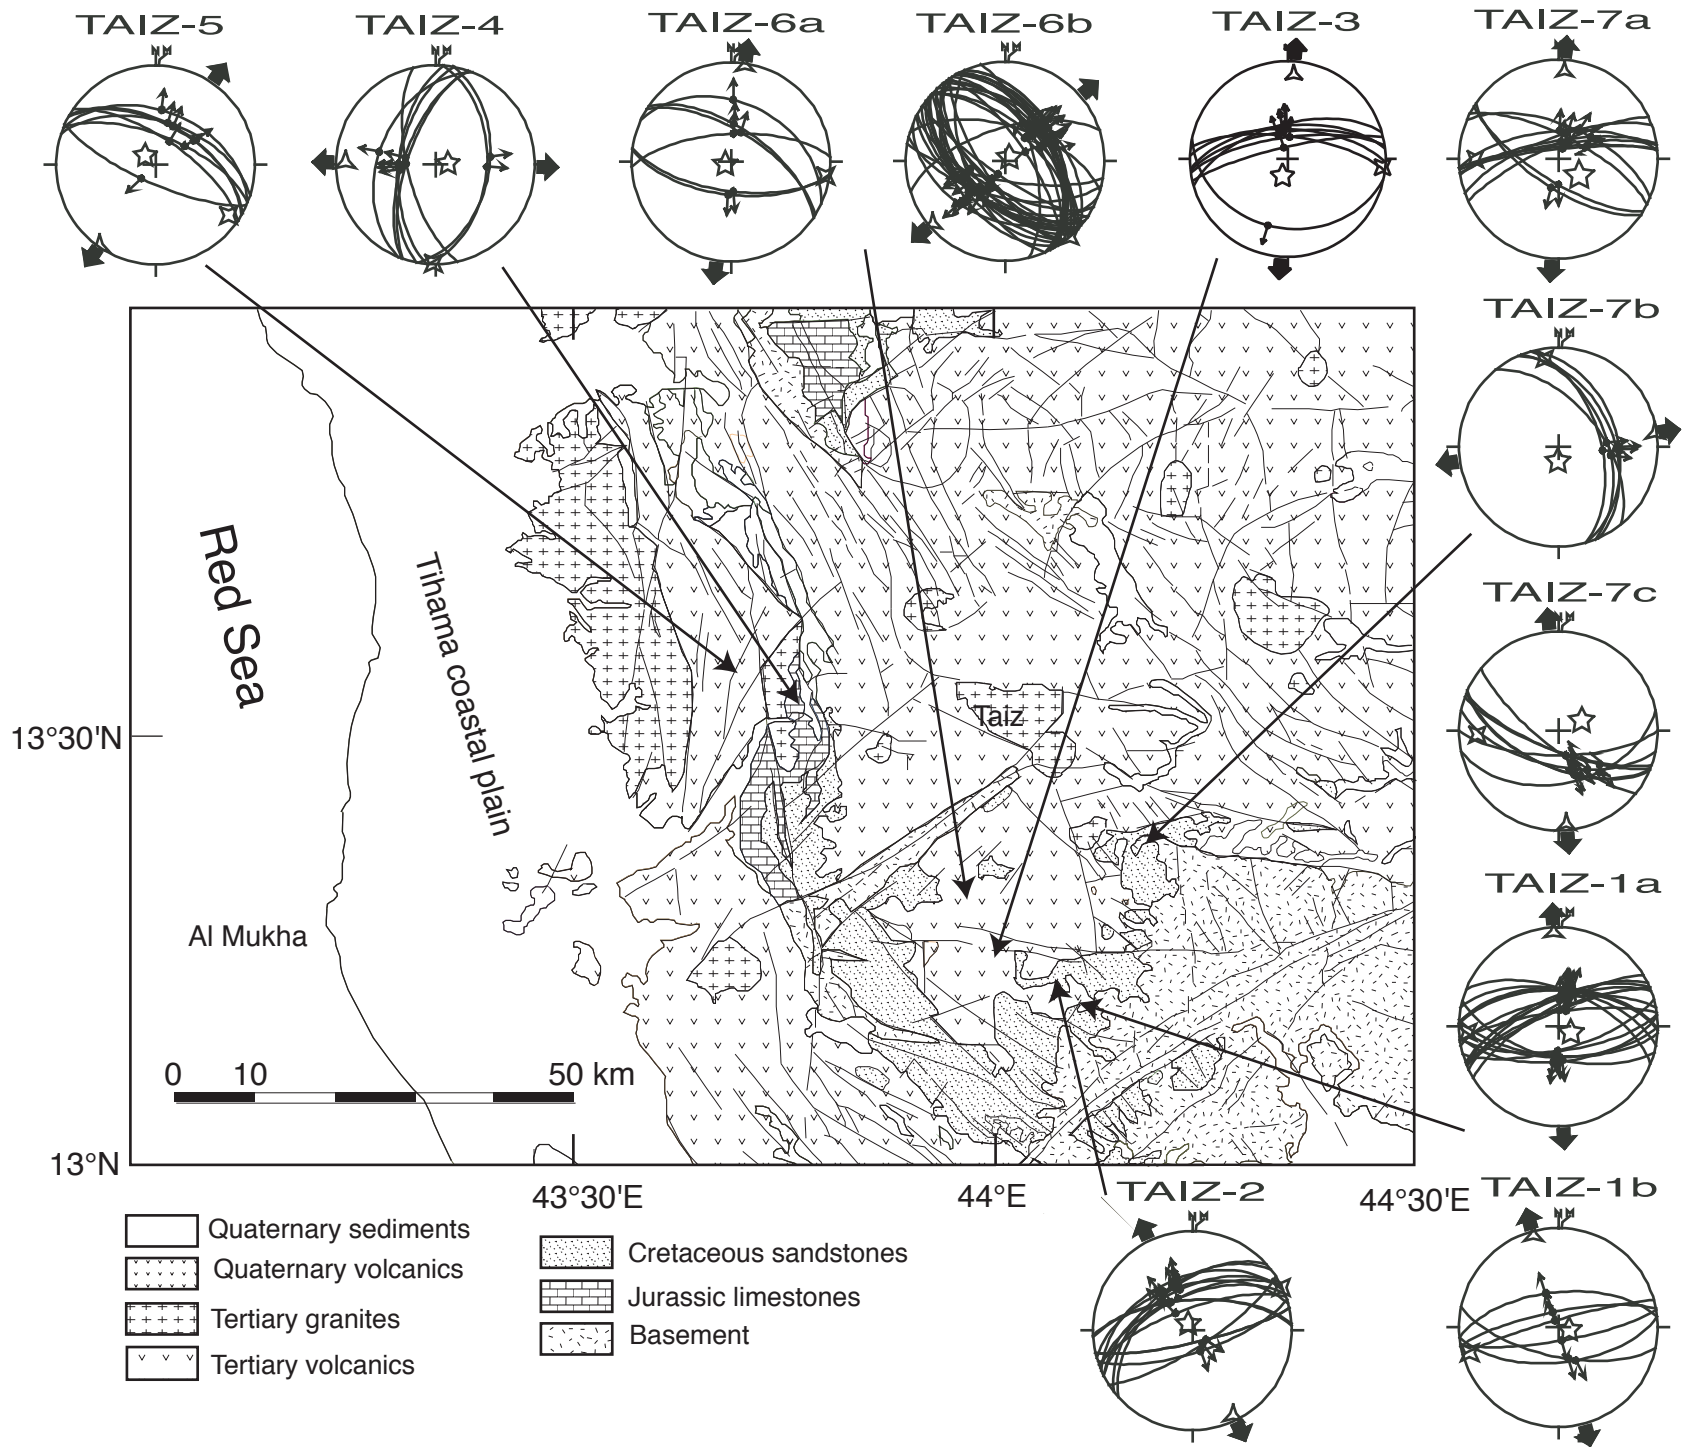 TAIZ-5
TAIZ-4
TAIZ-6a
TAIZ-6b
TAIZ-3
TAIZ-7a
TAIZ-7b
TAIZ-7c
TAIZ-1a
TAIZ-1b
TAIZ-2
Red Sea
Tihama coastal plain
Taiz
Al Mukha
13°30'N
13°N
0 10 50 km
43°30'E
44°E
44°30'E
Quaternary sediments
Quaternary volcanics
Tertiary granites
Tertiary volcanics
Cretaceous sandstones
Jurassic limestones
Basement